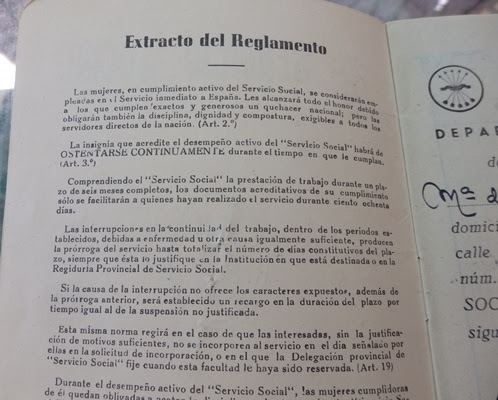 Extracto del Reglamento
Las mujeres, en cumplimiento activo del Servicio Social, se considerarán em-
pleadas en el Servicio inmediato a España. Les alcanzará todo el honor debido
a los que cumplen exactos y generosos un quehacer nacional; pero las
obligarán también la disciplina, dignidad y compostura, exigibles a todos los
servidores directos de la nación. (Art. 2.º)
La insignia que acredite el desempeño activo del "Servicio Social" habrá de
OSTENTARSE CONTINUAMENTE durante el tiempo en que le cumplan.
(Art. 3.º)
Comprendiendo el "Servicio Social" la prestación de trabajo durante un pla-
zo de seis meses completos, los documentos acreditativos de su cumplimiento
sólo se facilitarán a quienes hayan realizado el servicio durante ciento ochenta
días.
Las interrupciones en la continuidad del trabajo, dentro de los periodos es-
tablecidos, debidas a enfermedad u otra causa igualmente suficiente, producen
la prórroga del servicio hasta totalizar el número de días constitutivos del pla-
zo, siempre que ésta lo justifique en la Institución en que está destinada o en la
Regiduría Provincial de Servicio Social.
Si la causa de la interrupción no ofrece los caracteres expuestos, además de
la prórroga anterior, será establecido un recargo en la duración del plazo por
tiempo igual al de la suspensión no justificada.
Esta misma norma regirá en el caso de que las interesadas, sin la justifica-
ción de motivos suficientes, no se incorporen al servicio en el día señalado por
ellas en la solicitud de incorporación, o en el que la Delegación provincial de
"Servicio Social" fije cuando esta facultad le haya sido reservada. (Art. 19)
Durante el desempeño activo del "Servicio Social", las mujeres cumplidoras
de él quedan obligadas a
DEPAR
d
Mª d
domici
calle
núm.
SOC
sigu